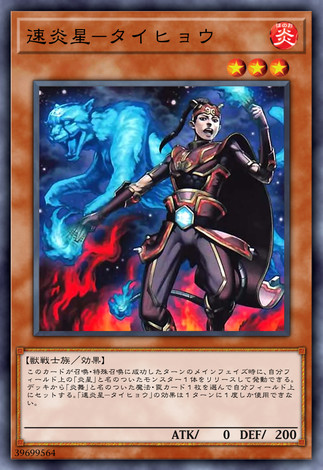 速炎星－タイヒョウ
ほのお
炎
【獣戦士族／効果】
このカードが召喚・特殊召喚に成功したターンのメインフェイズ時に、自分フィールド上の「炎星」と名のついたモンスター１体をリリースして発動できる。
デッキから「炎舞」と名のついた魔法・罠カード１枚を選んで自分フィールド上にセットする。「速炎星－タイヒョウ」の効果は１ターンに１度しか使用できない。
ATK/ 0 DEF/ 200
39699564